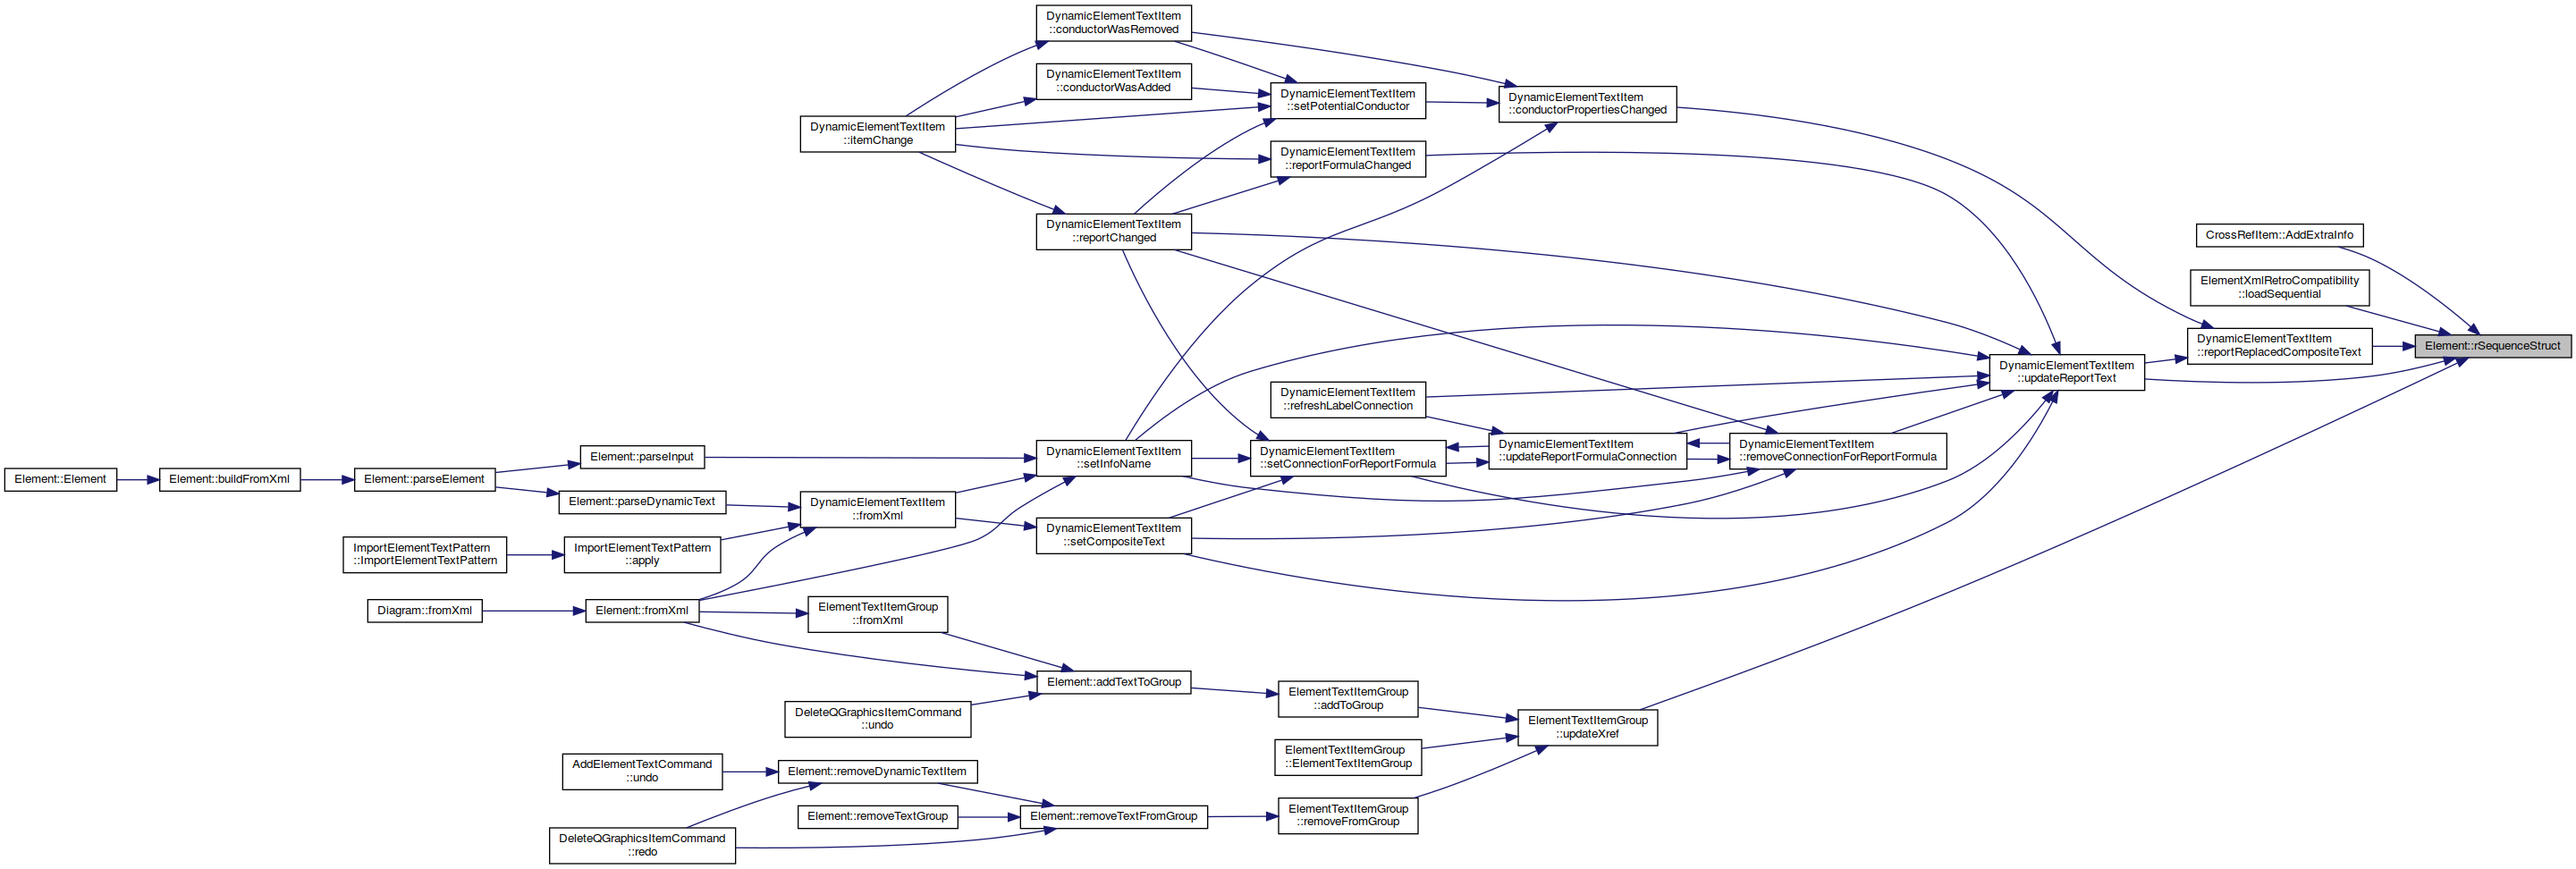 DynamicElementTextItem
::conductorWasRemoved
DynamicElementTextItem
::conductorWasAdded
DynamicElementTextItem
::setPotentialConductor
DynamicElementTextItem
::conductorPropertiesChanged
DynamicElementTextItem
::itemChange
DynamicElementTextItem
::reportFormulaChanged
DynamicElementTextItem
::reportChanged
CrossRefItem::AddExtraInfo
ElementXmlRetroCompatibility
::loadSequential
DynamicElementTextItem
::reportReplacedCompositeText
Element::rSequenceStruct
DynamicElementTextItem
::updateReportText
DynamicElementTextItem
::refreshLabelConnection
Element::parseInput
DynamicElementTextItem
::setInfoName
DynamicElementTextItem
::setConnectionForReportFormula
DynamicElementTextItem
::updateReportFormulaConnection
DynamicElementTextItem
::removeConnectionForReportFormula
Element::Element
Element::buildFromXml
Element::parseElement
Element::parseDynamicText
DynamicElementTextItem
::fromXml
DynamicElementTextItem
::setCompositeText
ImportElementTextPattern
::ImportElementTextPattern
ImportElementTextPattern
::apply
Diagram::fromXml
Element::fromXml
ElementTextItemGroup
::fromXml
Element::addTextToGroup
DeleteQGraphicsItemCommand
::undo
ElementTextItemGroup
::addToGroup
ElementTextItemGroup
::updateXref
ElementTextItemGroup
::ElementTextItemGroup
AddElementTextCommand
::undo
Element::removeDynamicTextItem
Element::removeTextGroup
Element::removeTextFromGroup
ElementTextItemGroup
::removeFromGroup
DeleteQGraphicsItemCommand
::redo